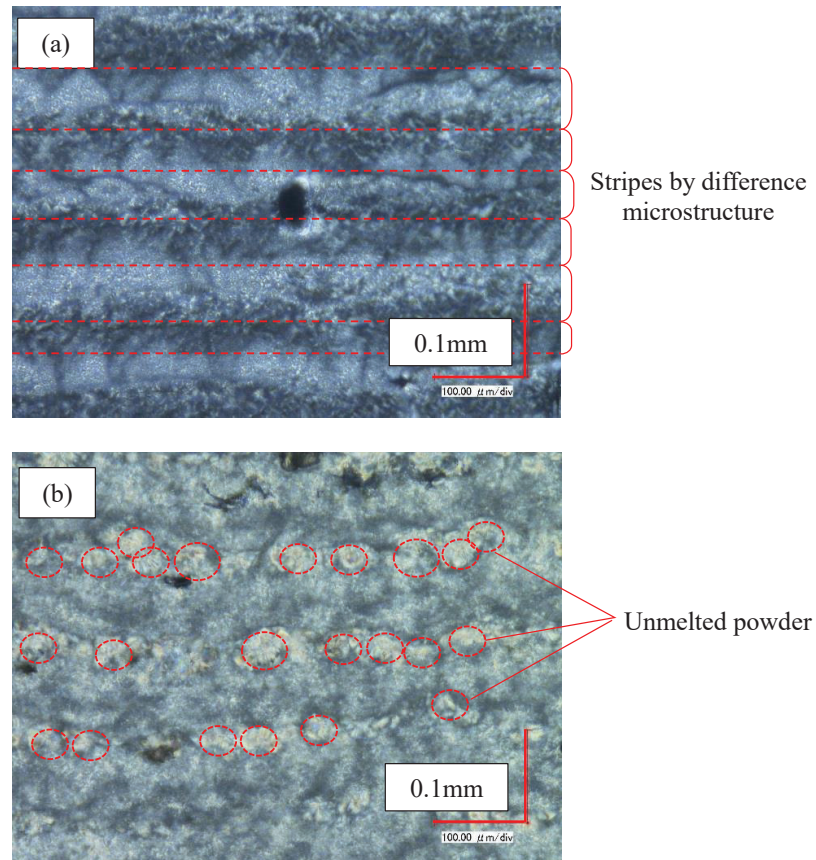 (a)
Stripes by difference
microstructure
0.1mm
100.00 μm/div
(b)
Unmelted powder
0.1mm
100.00 μm/div